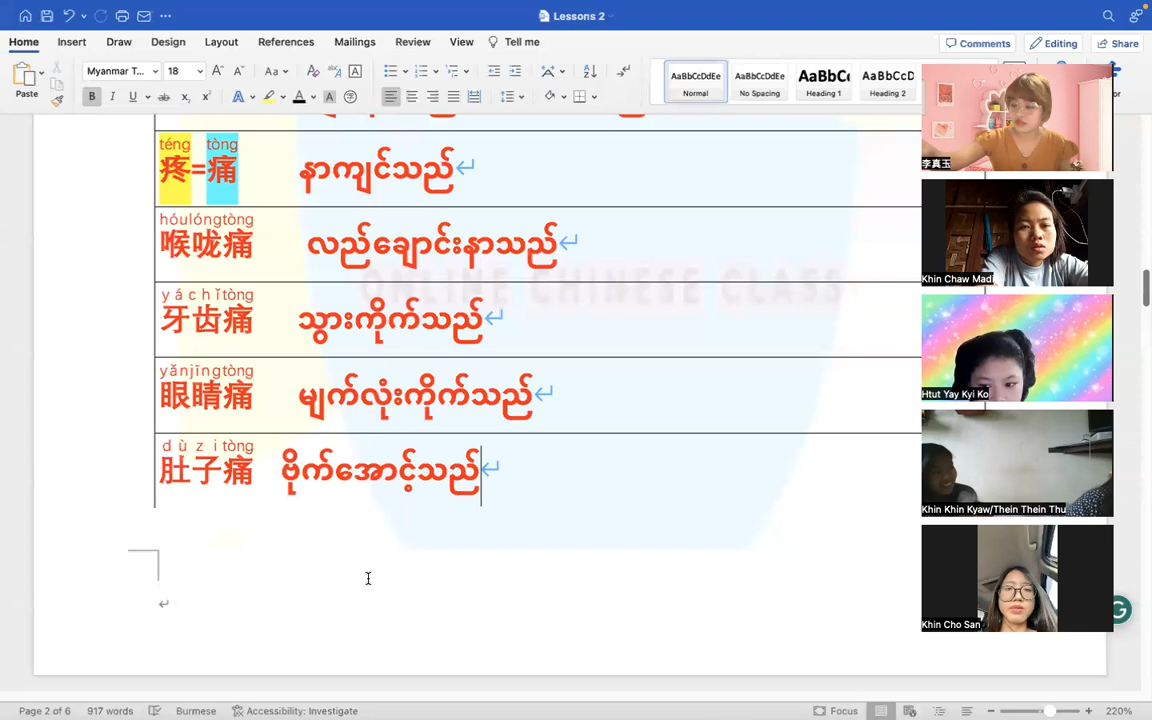 Lessons 2
Home Insert Draw Design Layout References Mailings Review View Tell me Comments Editing Share
Paste
Myanmar T... 18
AaBbCcDdEe AaBbCcDdEe AaBbC AaBbCcD
Normal No Spacing Heading 1 Heading 2
téng tòng
疼=痛 နာကျင်သည်
hóulóngtòng
喉咙痛 လည်ချောင်းနာသည်
ONLINE CHINESE CLASS
yáchǐtòng
牙齿痛 သွားကိုက်သည်
yǎnjīngtòng
眼睛痛 မျက်လုံးကိုက်သည်
dùzitòng
肚子痛 ဗိုက်အောင့်သည်
李真玉
Khin Chaw Madi
Htut Yay Kyi Ko
Khin Khin Kyaw/Thein Thein Thu
Khin Cho San
Page 2 of 6 917 words Burmese Accessibility: Investigate Focus 220%